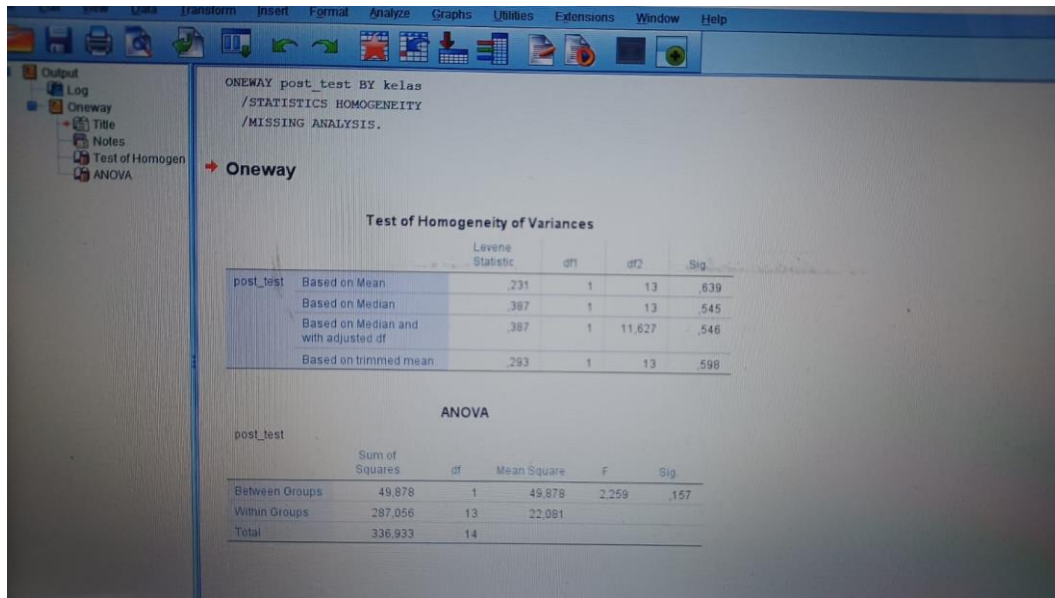 View Data Transform Insert Format Analyze Graphs Utilities Extensions Window Help
Output
Log
Oneway
Title
Notes
Test of Homogen
ANOVA
ONEWAY post_test BY kelas
/STATISTICS HOMOGENEITY
/MISSING ANALYSIS.
Oneway
Test of Homogeneity of Variances
Levene Statistic df1 df2 Sig.
post_test Based on Mean ,231 1 13 ,639
Based on Median ,387 1 13 ,545
Based on Median and with adjusted df ,387 1 11,627 ,546
Based on trimmed mean ,293 1 13 ,598
ANOVA
post_test
Sum of Squares df Mean Square F Sig.
Between Groups 49,878 1 49,878 2,259 ,157
Within Groups 287,056 13 22,081
Total 336,933 14